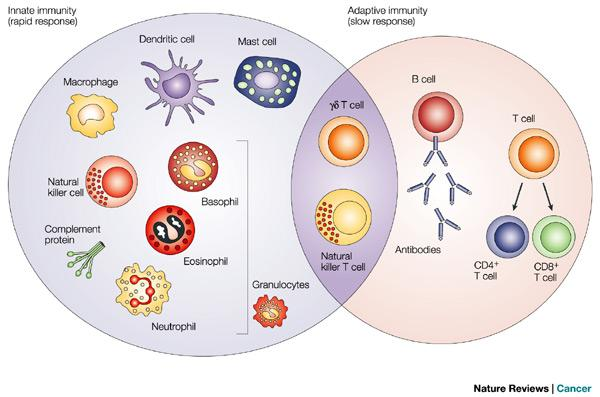 Innate immunity
(rapid response)
Adaptive immunity
(slow response)
Dendritic cell
Mast cell
Macrophage
γδ T cell
B cell
T cell
Natural
killer cell
Basophil
Complement
protein
Eosinophil
Natural
killer T cell
Antibodies
CD4+
T cell
CD8+
T cell
Granulocytes
Neutrophil
Nature Reviews | Cancer